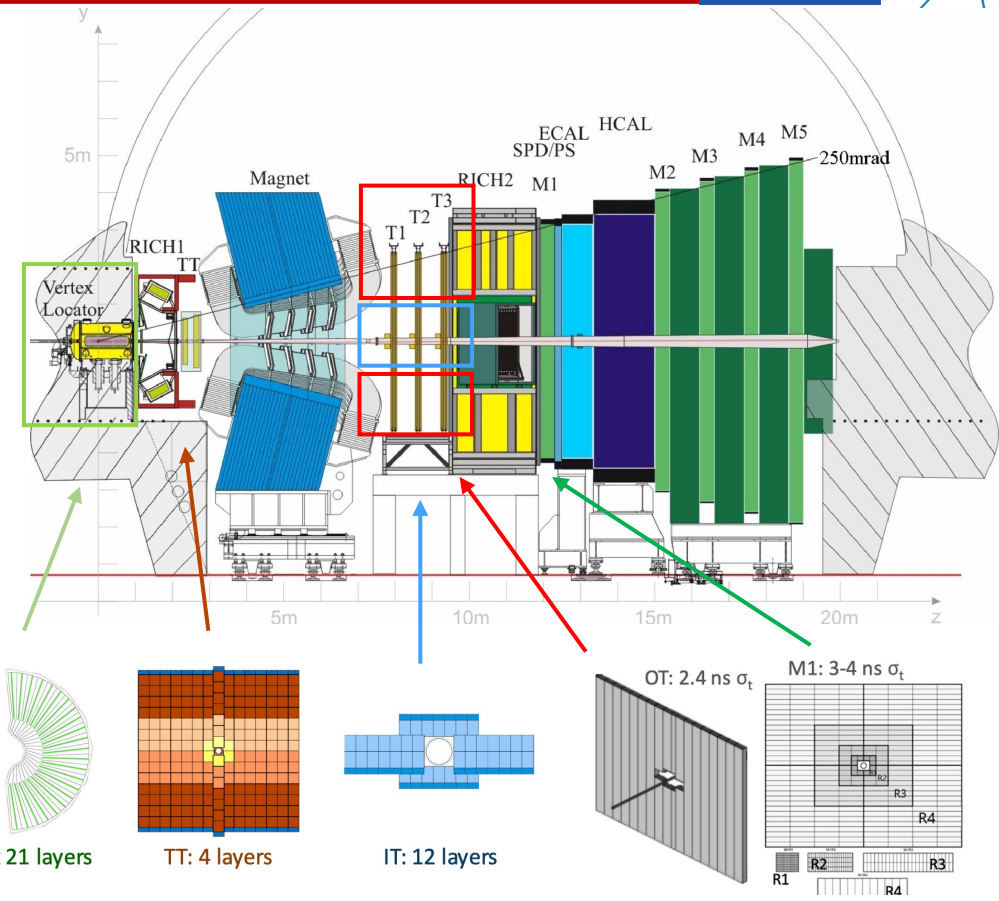 y
5m
Magnet
RICH1
TT
Vertex
Locator
T1
T2
T3
RICH2
M1
SPD/PS
ECAL
HCAL
M2
M3
M4
M5
250mrad
5m
10m
15m
20m
z
21 layers
TT: 4 layers
IT: 12 layers
OT: 2.4 ns σt
M1: 3-4 ns σt
R2
R3
R4
R1
R2
R3
R4